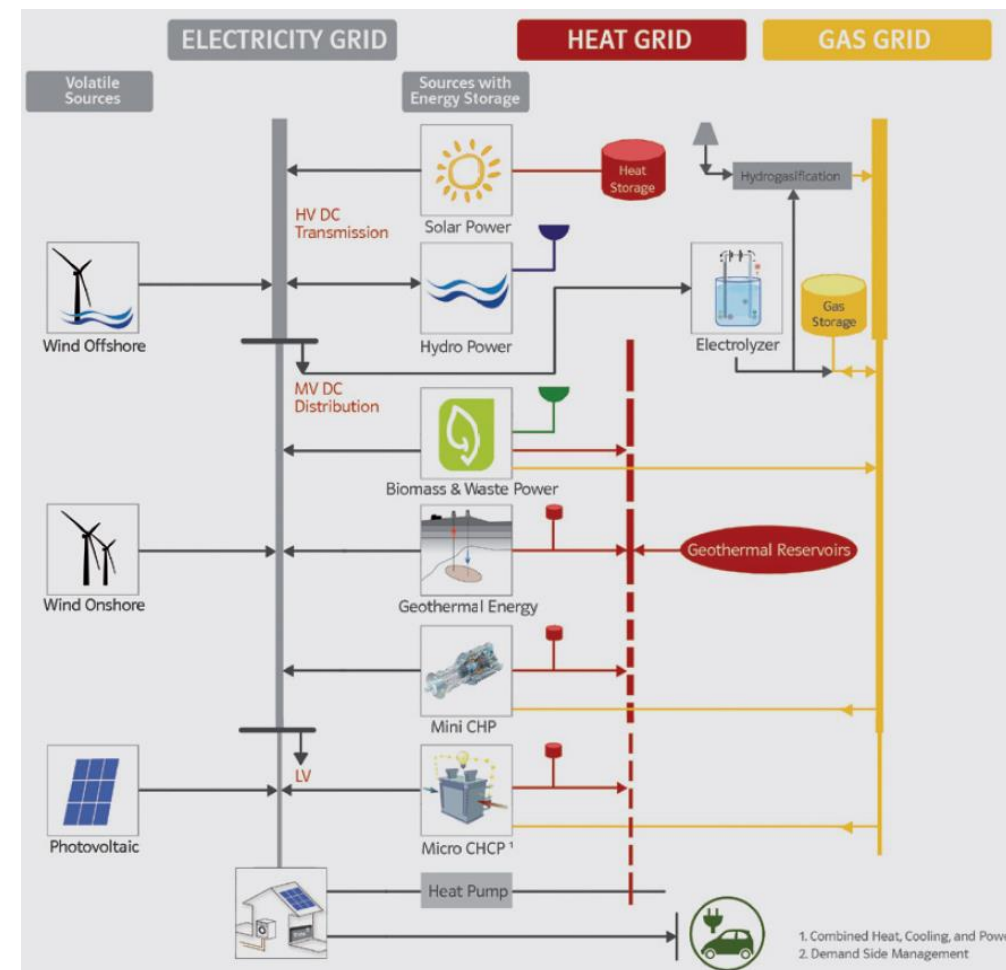 ELECTRICITY GRID
HEAT GRID
GAS GRID
Volatile
Sources
Sources with
Energy Storage
Heat
Storage
Hydrogasification
Solar Power
HV DC
Transmission
Wind Offshore
Hydro Power
Electrolyzer
Gas
Storage
MV DC
Distribution
Biomass & Waste Power
Wind Onshore
Geothermal Energy
Geothermal Reservoirs
Mini CHP
LV
Photovoltaic
Micro CHCP ¹
Heat Pump
1. Combined Heat, Cooling, and Powe
2. Demand Side Management